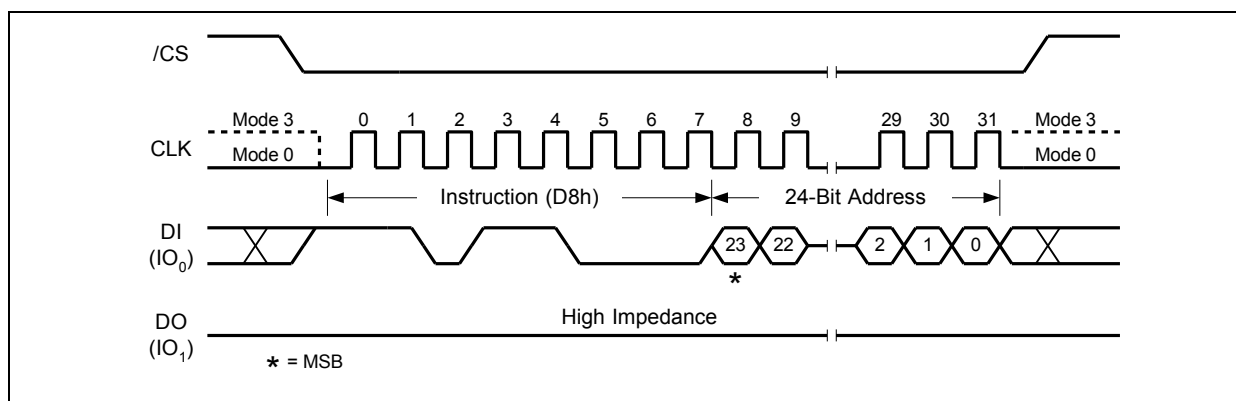 /CS
Mode 3 0 1 2 3 4 5 6 7 8 9 29 30 31 Mode 3
CLK Mode 0 Mode 0
Instruction (D8h) 24-Bit Address
DI
(IO0) 23 22 2 1 0
*
High Impedance
DO
(IO1)
* = MSB